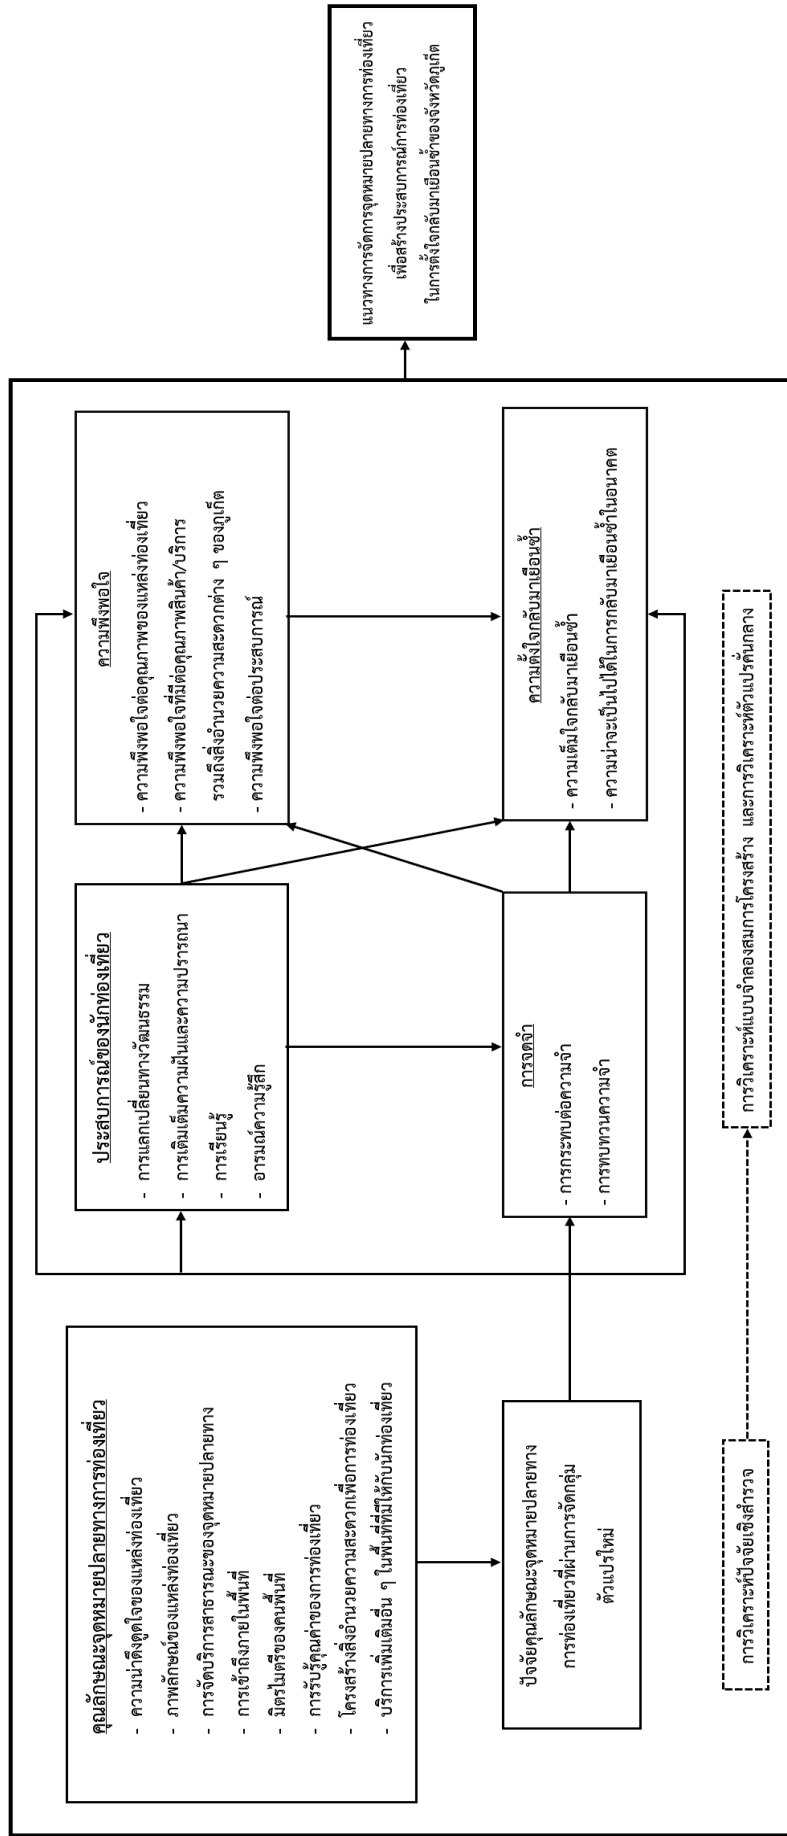 คุณลักษณะจุดหมายปลายทางการท่องเที่ยว
- ความน่าดึงดูดใจของแหล่งท่องเที่ยว
- ภาพลักษณ์ของแหล่งท่องเที่ยว
- การจัดบริการสาธารณะของจุดหมายปลายทาง
- การเข้าถึงภายในพื้นที่
- มิตรไมตรีของคนพื้นที่
- การรับรู้คุณค่าของการท่องเที่ยว
- โครงสร้างสิ่งอำนวยความสะดวกเพื่อการท่องเที่ยว
- บริการเพิ่มเติมอื่น ๆ ในพื้นที่ที่มีให้กับนักท่องเที่ยว
ปัจจัยคุณลักษณะจุดหมายปลายทาง
การท่องเที่ยวที่ผ่านการจัดกลุ่ม
ตัวแปรใหม่
การวิเคราะห์ปัจจัยเชิงสำรวจ
ประสบการณ์ของนักท่องเที่ยว
- การแลกเปลี่ยนทางวัฒนธรรม
- การเติมเต็มความฝันและความปรารถนา
- การเรียนรู้
- อารมณ์ความรู้สึก
การจดจำ
- การกระทบต่อความจำ
- การทบทวนความจำ
ความพึงพอใจ
- ความพึงพอใจต่อคุณภาพของแหล่งท่องเที่ยว
- ความพึงพอใจที่มีต่อคุณภาพสินค้า/บริการ
รวมถึงสิ่งอำนวยความสะดวกต่าง ๆ ของภูเก็ต
- ความพึงพอใจต่อประสบการณ์
ความตั้งใจกลับมาเยือนซ้ำ
- ความเต็มใจกลับมาเยือนซ้ำ
- ความน่าจะเป็นไปได้ในการกลับมาเยือนซ้ำในอนาคต
การวิเคราะห์แบบจำลองสมการโครงสร้าง และการวิเคราะห์ตัวแปรคั่นกลาง
แนวทางการจัดการจุดหมายปลายทางการท่องเที่ยว
เพื่อสร้างประสบการณ์การท่องเที่ยว
ในการตั้งใจกลับมาเยือนซ้ำของจังหวัดภูเก็ต